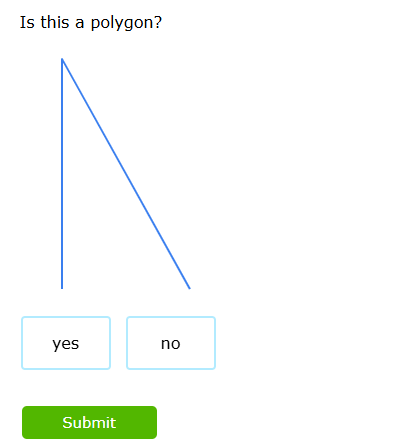 Is this a polygon?
yes
no
Submit